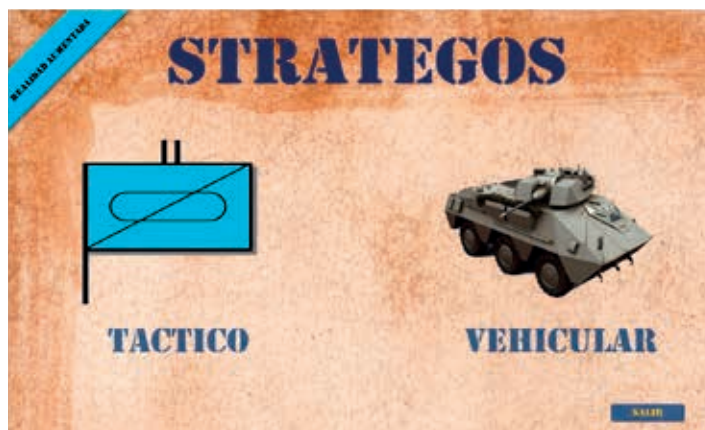 REALIDAD AUMENTADA
STRATEGOS
TACTICO
VEHICULAR
SALIR